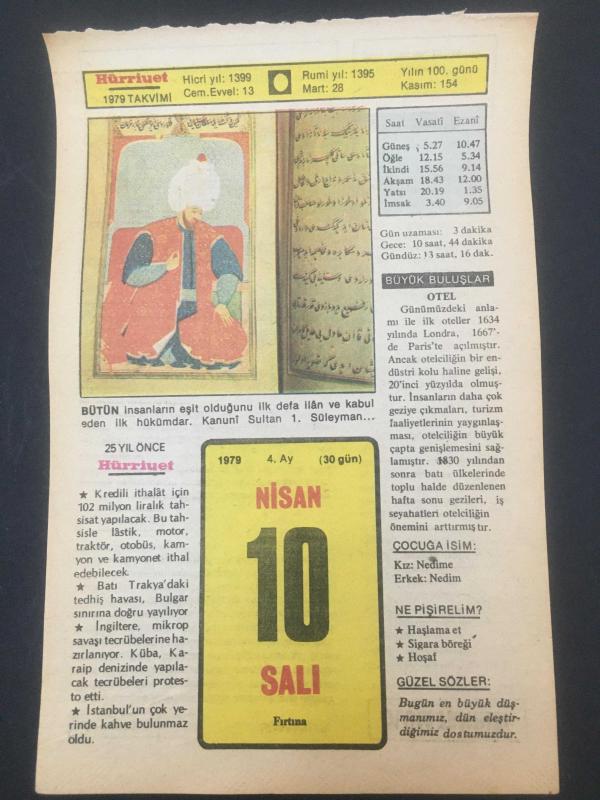 Hürriyet
1979 TAKVİMİ
Hicri yıl: 1399
Cem.Evvel: 13
Rumi yıl: 1395
Mart: 28
Yılın 100. günü
Kasım: 154
Saat Vasatî Ezanî
Güneş 5.27 10.47
Öğle 12.15 5.34
İkindi 15.56 9.14
Akşam 18.43 12.00
Yatsı 20.19 1.35
İmsak 3.40 9.05
Gün uzaması: 3 dakika
Gece: 10 saat, 44 dakika
Gündüz: 13 saat, 16 dak.
BÜTÜN insanların eşit olduğunu ilk defa ilân ve kabul
eden ilk hükümdar. Kanunî Sultan 1. Süleyman...
25 YIL ÖNCE
Hürriyet
★ Kredili ithalât için
102 milyon liralık tah-
sisat yapılacak. Bu tah-
sisle lâstik, motor,
traktör, otobüs, kam-
yon ve kamyonet ithal
edebilecek.
★ Batı Trakya'daki
tedhiş havası, Bulgar
sınırına doğru yayılıyor
★ İngiltere, mikrop
savaşı tecrübelerine ha-
zırlanıyor. Küba, Ka-
raip denizinde yapıla-
cak tecrübeleri protes-
to etti.
★ İstanbul'un çok ye-
rinde kahve bulunmaz
oldu.
1979 4. Ay (30 gün)
NİSAN
10
SALI
Fırtına
BÜYÜK BULUŞLAR
OTEL
Günümüzdeki anla-
mı ile ilk oteller 1634
yılında Londra, 1667'-
de Paris'te açılmıştır.
Ancak otelciliğin bir en-
düstri kolu haline gelişi,
20'inci yüzyılda olmuş-
tur. İnsanların daha çok
geziye çıkmaları, turizm
faaliyetlerinin yaygınlaş-
ması, otelciliğin büyük
çapta genişlemesini sağ-
lamıştır. 1830 yılından
sonra batı ülkelerinde
toplu halde düzenlenen
hafta sonu gezileri, iş
seyahatleri otelciliğin
önemini arttırmıştır.
ÇOCUĞA İSİM:
Kız: Nedime
Erkek: Nedim
NE PİŞİRELİM?
★ Haşlama et
★ Sigara böreği
★ Hoşaf
GÜZEL SÖZLER:
Bugün en büyük düş-
manımız, dün eleştir-
diğimiz dostumuzdur.